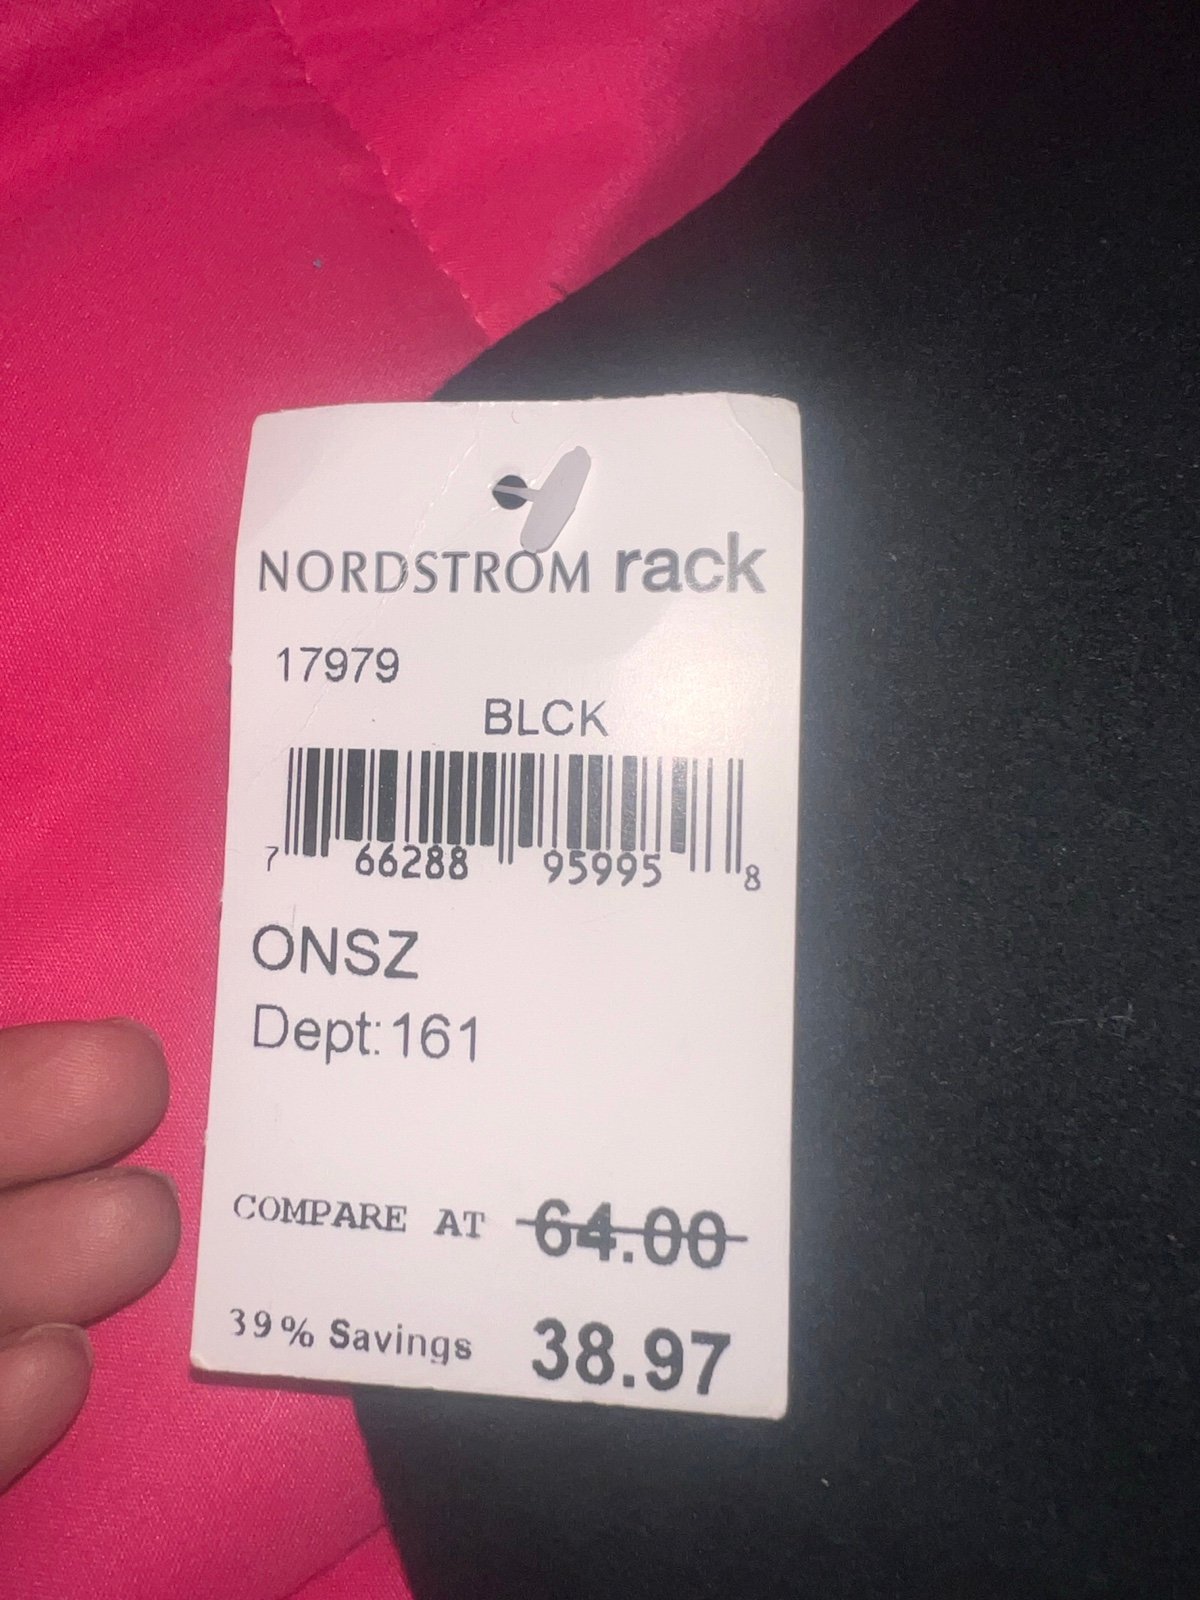 NORDSTROM rack
17979
BLCK
7 66288 95995 8
ONSZ
Dept:161
COMPARE AT 64.00
39% Savings 38.97